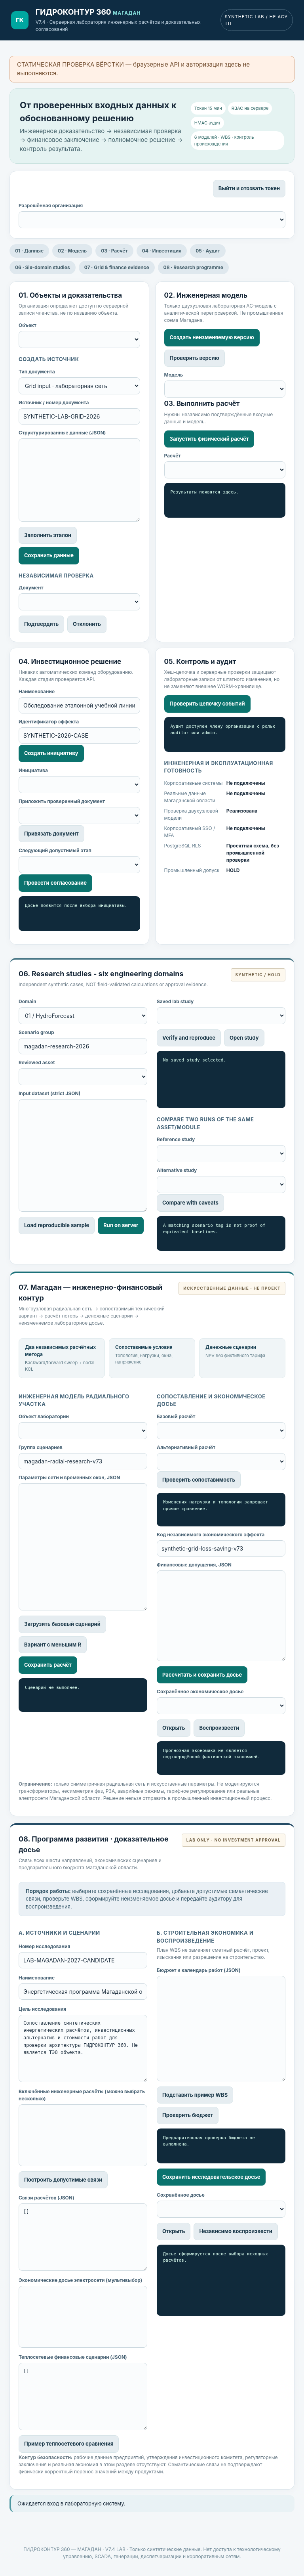 ГК
ГИДРОКОНТУР 360 МАГАДАН
V7.4 · Серверная лаборатория инженерных расчётов и доказательных согласований
SYNTHETIC LAB / НЕ АСУ ТП
СТАТИЧЕСКАЯ ПРОВЕРКА ВЁРСТКИ — браузерные API и авторизация здесь не выполняются.
От проверенных входных данных к обоснованному решению
Инженерное доказательство → независимая проверка → финансовое заключение → полномочное решение → контроль результата.
Токен 15 мин
RBAC на сервере
HMAC аудит
6 моделей · WBS · контроль происхождения
Выйти и отозвать токен
Разрешённая организация
01 · Данные
02 · Модель
03 · Расчёт
04 · Инвестиция
05 · Аудит
06 · Six-domain studies
07 · Grid & finance evidence
08 · Research programme
01. Объекты и доказательства
Организация определяет доступ по серверной записи членства, не по названию объекта.
Объект
СОЗДАТЬ ИСТОЧНИК
Тип документа
Grid input · лабораторная сеть
Источник / номер документа
SYNTHETIC-LAB-GRID-2026
Структурированные данные (JSON)
Заполнить эталон
Сохранить данные
НЕЗАВИСИМАЯ ПРОВЕРКА
Документ
Подтвердить
Отклонить
02. Инженерная модель
Только двухузловая лабораторная AC-модель с аналитической перепроверкой. Не промышленная схема Магадана.
Создать неизменяемую версию
Проверить версию
Модель
03. Выполнить расчёт
Нужны независимо подтверждённые входные данные и модель.
Запустить физический расчёт
Расчёт
Результаты появятся здесь.
04. Инвестиционное решение
Никаких автоматических команд оборудованию. Каждая стадия проверяется API.
Наименование
Обследование эталонной учебной линии
Идентификатор эффекта
SYNTHETIC-2026-CASE
Создать инициативу
Инициатива
Приложить проверенный документ
Привязать документ
Следующий допустимый этап
Провести согласование
Досье появится после выбора инициативы.
05. Контроль и аудит
Хеш-цепочка и серверные проверки защищают лабораторные записи от штатного изменения, но не заменяют внешнее WORM-хранилище.
Проверить цепочку событий
Аудит доступен члену организации с ролью auditor или admin.
ИНЖЕНЕРНАЯ И ЭКСПЛУАТАЦИОННАЯ ГОТОВНОСТЬ
Корпоративные системы Не подключены
Реальные данные Магаданской области Не подключены
Проверка двухузловой модели Реализована
Корпоративный SSO / MFA Не подключены
PostgreSQL RLS Проектная схема, без промышленной проверки
Промышленный допуск HOLD
06. Research studies - six engineering domains
Independent synthetic cases, NOT field-validated calculations or approval evidence.
SYNTHETIC / HOLD
Domain
01 / HydroForecast
Scenario group
magadan-research-2026
Reviewed asset
Input dataset (strict JSON)
Load reproducible sample
Run on server
Saved lab study
Verify and reproduce
Open study
No saved study selected.
COMPARE TWO RUNS OF THE SAME ASSET/MODULE
Reference study
Alternative study
Compare with caveats
A matching scenario tag is not proof of equivalent baselines.
07. Магадан — инженерно-финансовый контур
Многоузловая радиальная сеть → сопоставимый технический вариант → расчёт потерь → денежные сценарии → неизменяемое лабораторное досье.
ИСКУССТВЕННЫЕ ДАННЫЕ · НЕ ПРОЕКТ
Два независимых расчётных метода
Backward/forward sweep + nodal KCL
Сопоставимые условия
Топология, нагрузки, окна, напряжение
Денежные сценарии
NPV без фиктивного тарифа
ИНЖЕНЕРНАЯ МОДЕЛЬ РАДИАЛЬНОГО УЧАСТКА
Объект лаборатории
Группа сценариев
magadan-radial-research-v73
Параметры сети и временных окон, JSON
Загрузить базовый сценарий
Вариант с меньшим R
Сохранить расчёт
Сценарий не выполнен.
СОПОСТАВЛЕНИЕ И ЭКОНОМИЧЕСКОЕ ДОСЬЕ
Базовый расчёт
Альтернативный расчёт
Проверить сопоставимость
Изменение нагрузки и топологии запрещает прямое сравнение.
Код независимого экономического эффекта
synthetic-grid-loss-saving-v73
Финансовые допущения, JSON
Рассчитать и сохранить досье
Сохранённое экономическое досье
Открыть
Воспроизвести
Прогнозная экономика не является подтверждённой фактической экономией.
Ограничение: только симметричная радиальная сеть и искусственные параметры. Не моделируются трансформаторы, несимметрия фаз, РЗА, аварийные режимы, тарифное регулирование или реальные электросети Магаданской области. Решение нельзя отправить в промышленный инвестиционный процесс.
08. Программа развития · доказательное досье
Связь всех шести направлений, экономических сценариев и предварительного бюджета Магаданской области.
LAB ONLY · NO INVESTMENT APPROVAL
Порядок работы: выберите сохранённые исследования, добавьте допустимые семантические связи, проверьте WBS, сформируйте неизменяемое досье и передайте аудитору для воспроизведения.
А. ИСТОЧНИКИ И СЦЕНАРИИ
Номер исследования
LAB-MAGADAN-2027-CANDIDATE
Наименование
Энергетическая программа Магаданской о
Цель исследования
Сопоставление синтетических энергетических расчётов, инвестиционных альтернатив и стоимости работ для проверки архитектуры ГИДРОКОНТУР 360. Не является ТЭО объекта.
Включённые инженерные расчёты (можно выбрать несколько)
Построить допустимые связи
Связи расчётов (JSON)
[]
Экономические досье электросети (мультивыбор)
Теплосетевые финансовые сценарии (JSON)
[]
Пример теплосетевого сравнения
Б. СТРОИТЕЛЬНАЯ ЭКОНОМИКА И ВОСПРОИЗВЕДЕНИЕ
План WBS не заменяет сметный расчёт, проект, изыскания или разрешение на строительство.
Бюджет и календарь работ (JSON)
Подставить пример WBS
Проверить бюджет
Предварительная проверка бюджета не выполнена.
Сохранить исследовательское досье
Сохранённое досье
Открыть
Независимо воспроизвести
Досье сформируется после выбора исходных расчётов.
Контур безопасности: рабочие данные предприятий, утверждения инвестиционного комитета, регуляторные заключения и реальная экономия в этом разделе отсутствуют. Семантические связи не подтверждают физически корректный перенос значений между продуктами.
Ожидается вход в лабораторную систему.
ГИДРОКОНТУР 360 — МАГАДАН · V7.4 LAB · Только синтетические данные. Нет доступа к технологическому управлению, SCADA, генерации, диспетчеризации и корпоративным сетям.